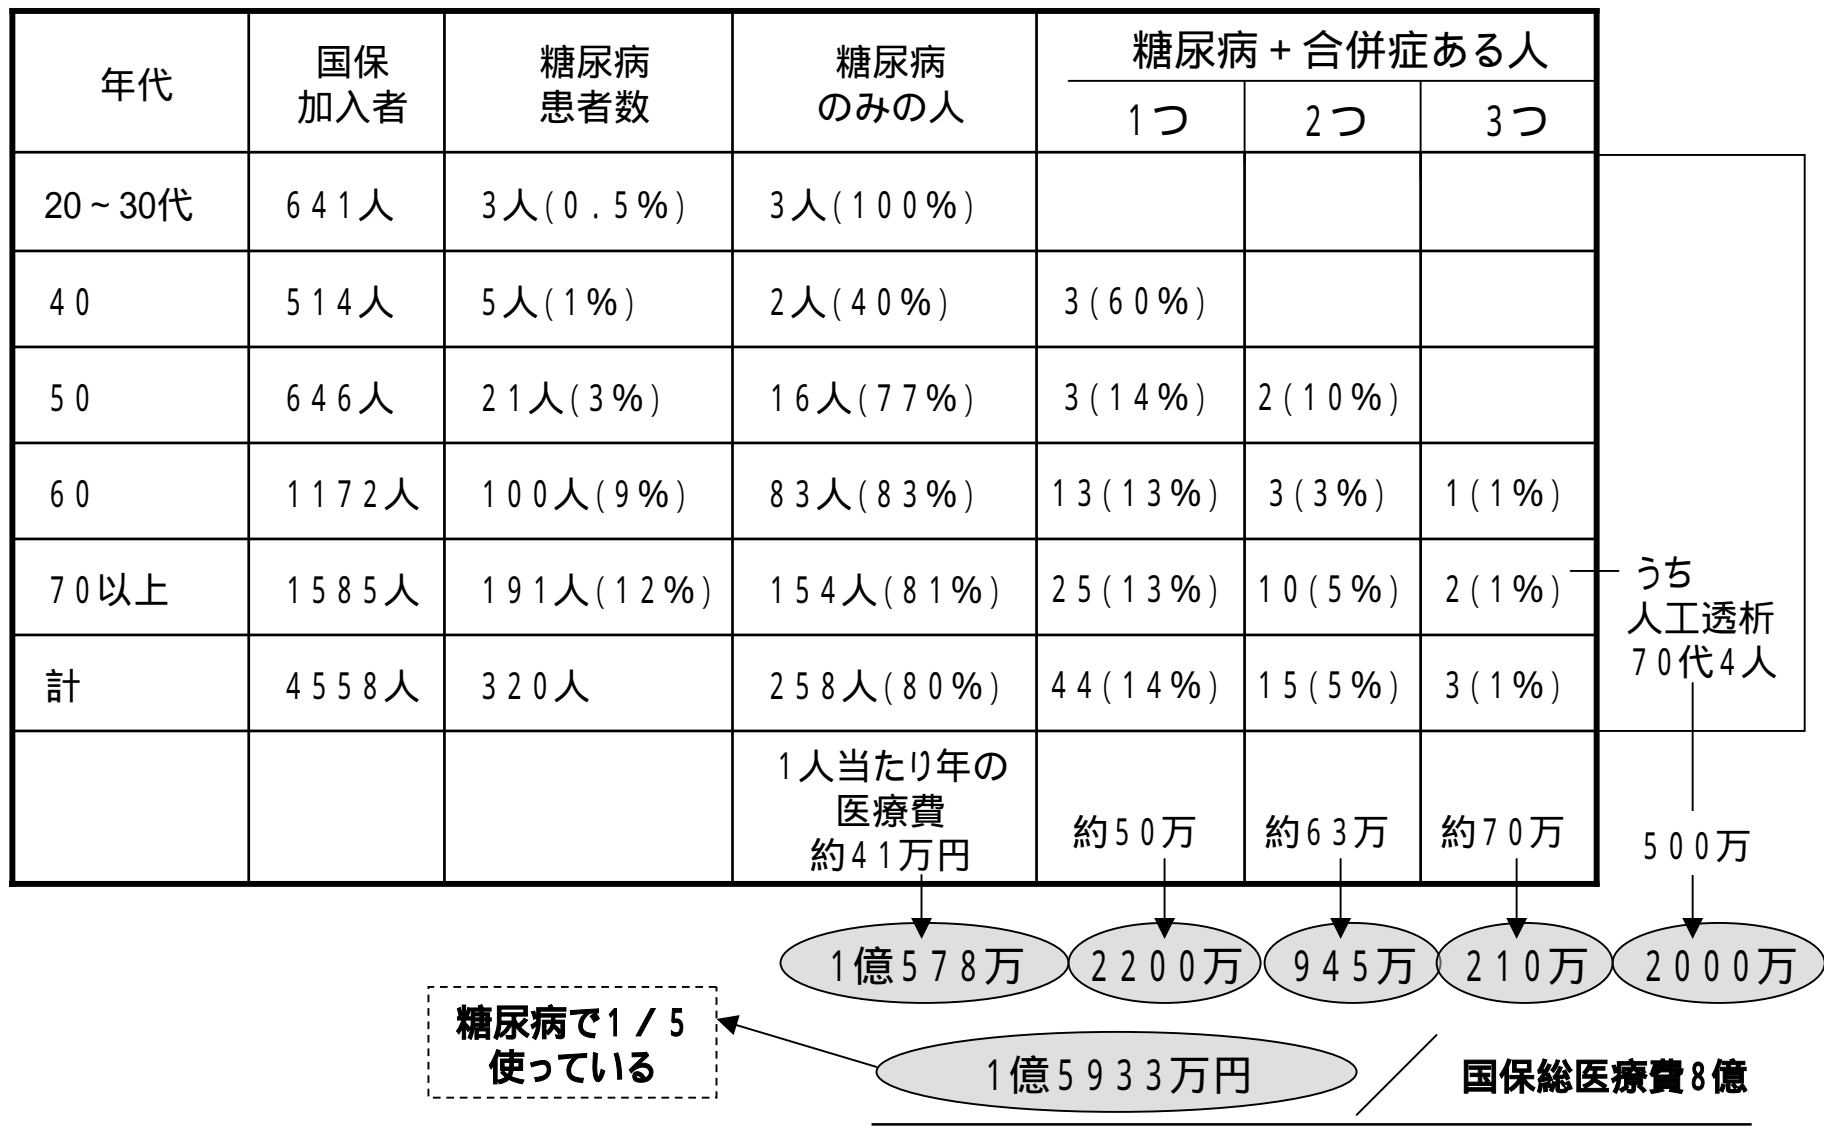 年代 国保加入者 糖尿病患者数 糖尿病のみの人 糖尿病+合併症ある人
1つ 2つ 3つ
20~30代 641人 3人(0.5%) 3人(100%)
40 514人 5人(1%) 2人(40%) 3(60%)
50 646人 21人(3%) 16人(77%) 3(14%) 2(10%)
60 1172人 100人(9%) 83人(83%) 13(13%) 3(3%) 1(1%)
70以上 1585人 191人(12%) 154人(81%) 25(13%) 10(5%) 2(1%)
うち
人工透析
70代4人
計 4558人 320人 258人(80%) 44(14%) 15(5%) 3(1%)
1人当たり年の
医療費
約41万円 約50万 約63万 約70万 500万
1億578万 2200万 945万 210万 2000万
糖尿病で1/5
使っている
1億5933万円 / 国保総医療費8億